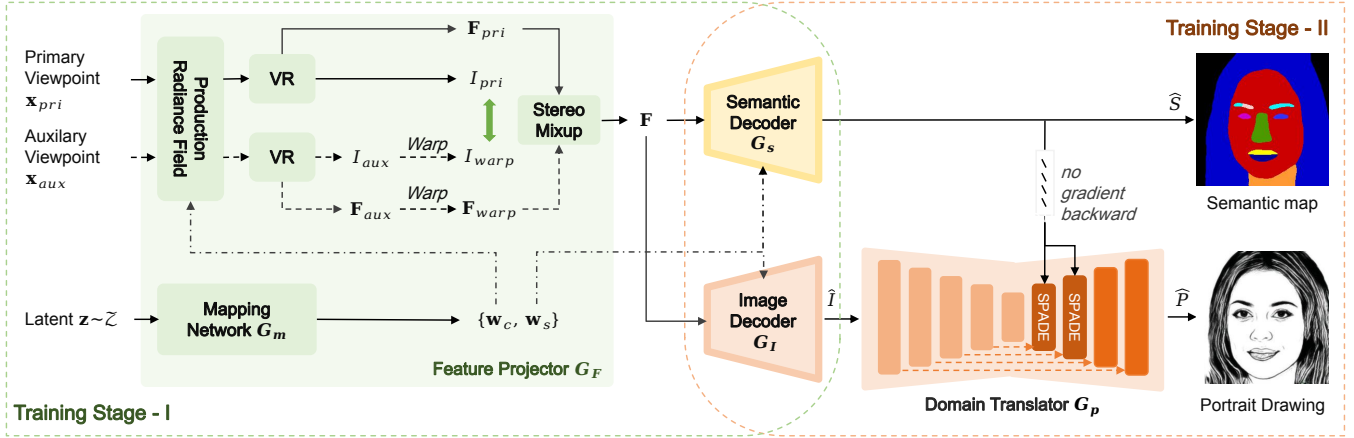 Training Stage - II
Primary
Viewpoint
𝐱_pri
Auxilary
Viewpoint
𝐱_aux
Production
Radiance Field
VR
VR
𝐅_pri
I_pri
I_aux
Warp
I_warp
𝐅_aux
Warp
𝐅_warp
Stereo
Mixup
𝐅
Semantic
Decoder
G_s
Ŝ
no
gradient
backward
Semantic map
Latent 𝐳~𝒵
Mapping
Network G_m
{𝐰_c, 𝐰_s}
Feature Projector G_F
Image
Decoder
G_I
Î
SPADE
SPADE
P̂
Domain Translator G_p
Portrait Drawing
Training Stage - I